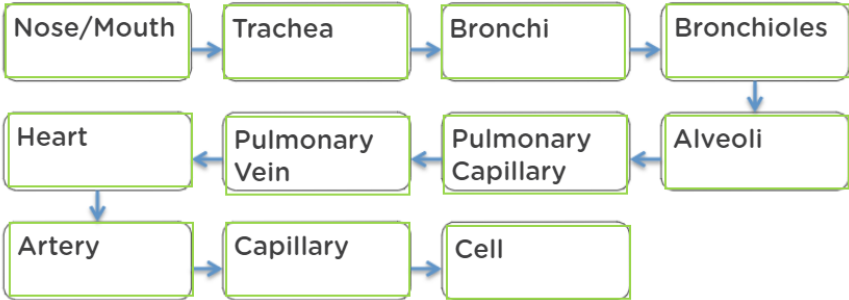 Nose/Mouth
Trachea
Bronchi
Bronchioles
Alveoli
Pulmonary
Capillary
Pulmonary
Vein
Heart
Artery
Capillary
Cell